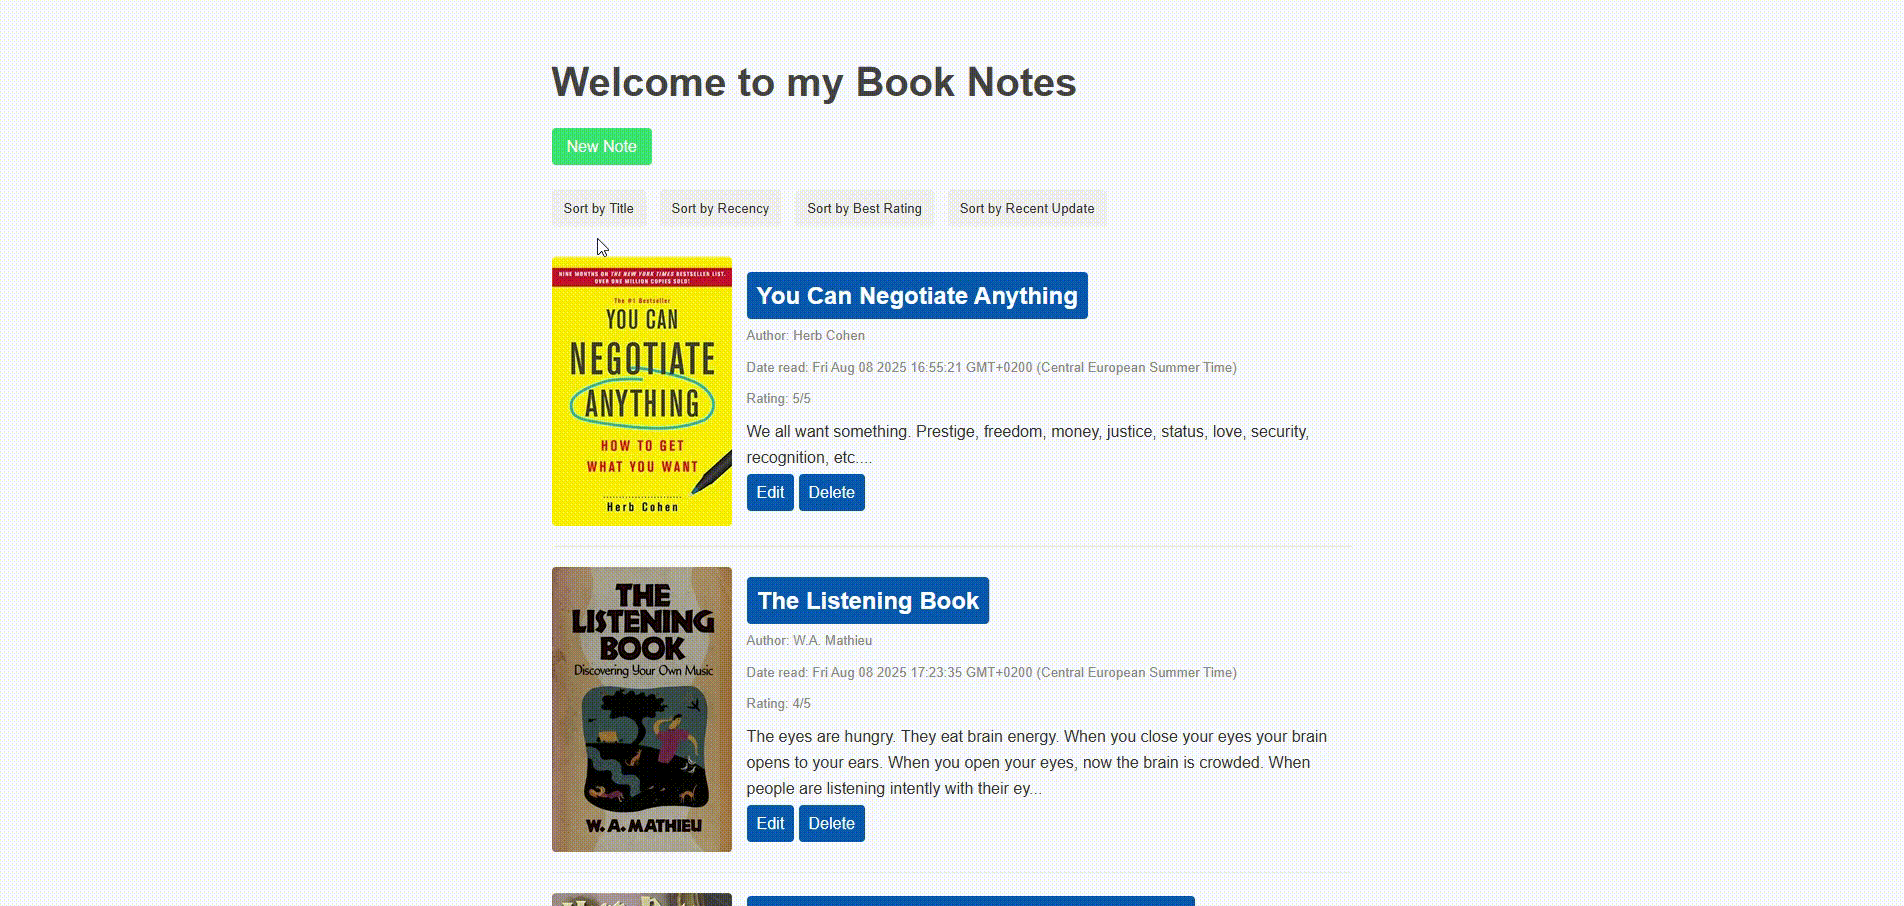 Welcome to my Book Notes
New Note
Sort by Title Sort by Recency Sort by Best Rating Sort by Recent Update
NINE MONTHS ON THE NEW YORK TIMES BESTSELLER LIST.
OVER ONE MILLION COPIES SOLD!
The #1 Bestseller
YOU CAN
NEGOTIATE
ANYTHING
HOW TO GET
WHAT YOU WANT
Herb Cohen
You Can Negotiate Anything
Author: Herb Cohen
Date read: Fri Aug 08 2025 16:55:21 GMT+0200 (Central European Summer Time)
Rating: 5/5
We all want something. Prestige, freedom, money, justice, status, love, security,
recognition, etc....
Edit Delete
THE
LISTENING
BOOK
Discovering Your Own Music
W.A.MATHIEU
The Listening Book
Author: W.A. Mathieu
Date read: Fri Aug 08 2025 17:23:35 GMT+0200 (Central European Summer Time)
Rating: 4/5
The eyes are hungry. They eat brain energy. When you close your eyes your brain
opens to your ears. When you open your eyes, now the brain is crowded. When
people are listening intently with their ey...
Edit Delete